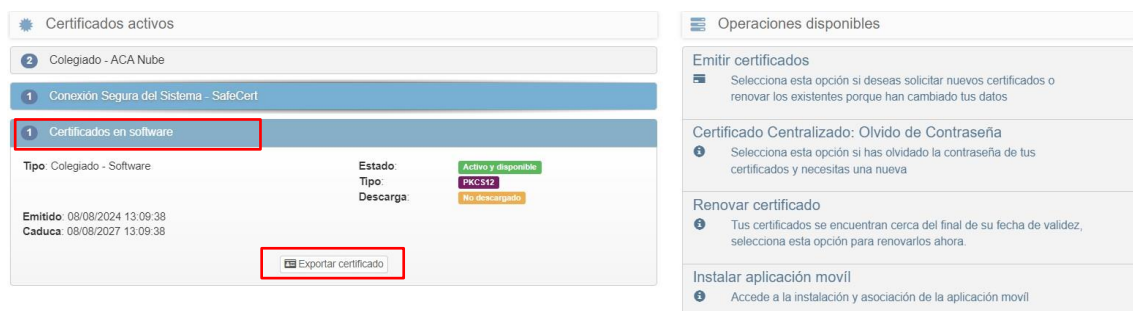 Certificados activos
2 Colegiado - ACA Nube
1 Conexión Segura del Sistema - SafeCert
1 Certificados en software
Tipo: Colegiado - Software
Estado: Activo y disponible
Tipo: PKCS12
Descarga: No descargado
Emitido: 08/08/2024 13:09:38
Caduca: 08/08/2027 13:09:38
Exportar certificado
Operaciones disponibles
Emitir certificados
Selecciona esta opción si deseas solicitar nuevos certificados o
renovar los existentes porque han cambiado tus datos
Certificado Centralizado: Olvido de Contraseña
Selecciona esta opción si has olvidado la contraseña de tus
certificados y necesitas una nueva
Renovar certificado
Tus certificados se encuentran cerca del final de su fecha de validez,
selecciona esta opción para renovarlos ahora.
Instalar aplicación movíl
Accede a la instalación y asociación de la aplicación movíl